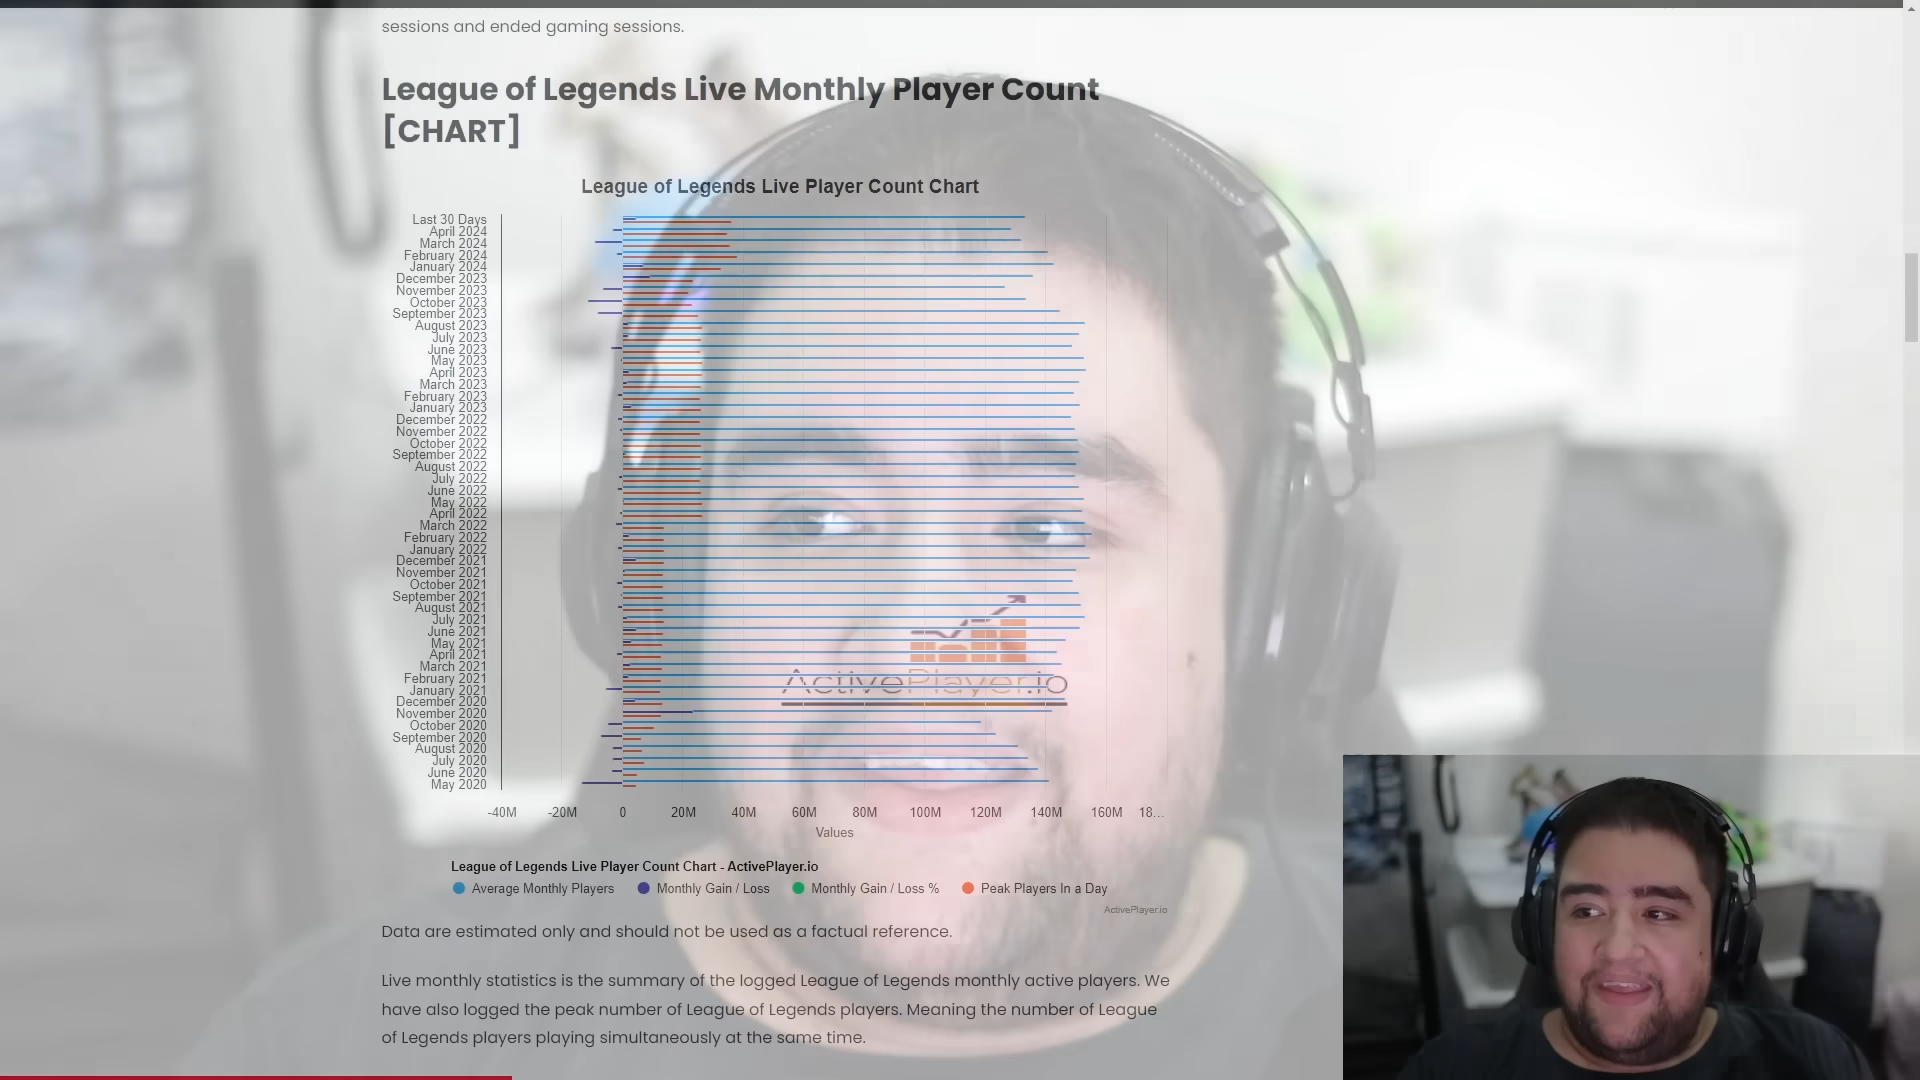 sessions and ended gaming sessions.
League of Legends Live Monthly Player Count
[CHART]
League of Legends Live Player Count Chart
Last 30 Days
April 2024
March 2024
February 2024
January 2024
December 2023
November 2023
October 2023
September 2023
August 2023
July 2023
June 2023
May 2023
April 2023
March 2023
February 2023
January 2023
December 2022
November 2022
October 2022
September 2022
August 2022
July 2022
June 2022
May 2022
April 2022
March 2022
February 2022
January 2022
December 2021
November 2021
October 2021
September 2021
August 2021
July 2021
June 2021
May 2021
April 2021
March 2021
February 2021
January 2021
December 2020
November 2020
October 2020
September 2020
August 2020
July 2020
June 2020
May 2020
ActivePlayer.io
-40M -20M 0 20M 40M 60M 80M 100M 120M 140M 160M 18...
Values
League of Legends Live Player Count Chart - ActivePlayer.io
Average Monthly Players Monthly Gain / Loss Monthly Gain / Loss % Peak Players In a Day
ActivePlayer.io
Data are estimated only and should not be used as a factual reference.
Live monthly statistics is the summary of the logged League of Legends monthly active players. We
have also logged the peak number of League of Legends players. Meaning the number of League
of Legends players playing simultaneously at the same time.